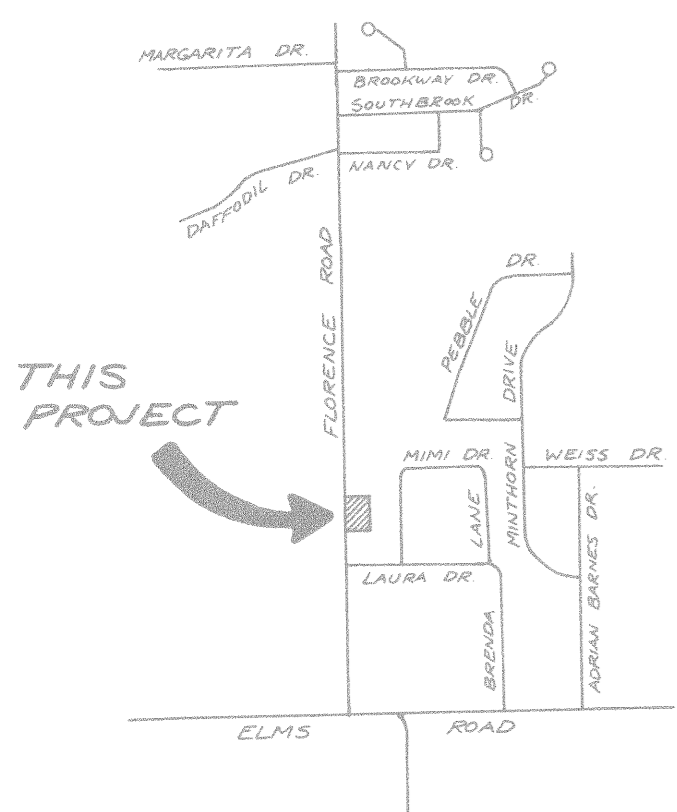 MARGARITA DR.
BROOKWAY DR.
SOUTHBROOK DR.
NANCY DR.
DAFFODIL DR.
FLORENCE ROAD
PEBBLE DR.
MINTHORN DRIVE
THIS
PROJECT
MIMI DR.
WEISS DR.
BRENDA LANE
LAURA DR.
ADRIAN BARNES DR.
ELMS ROAD